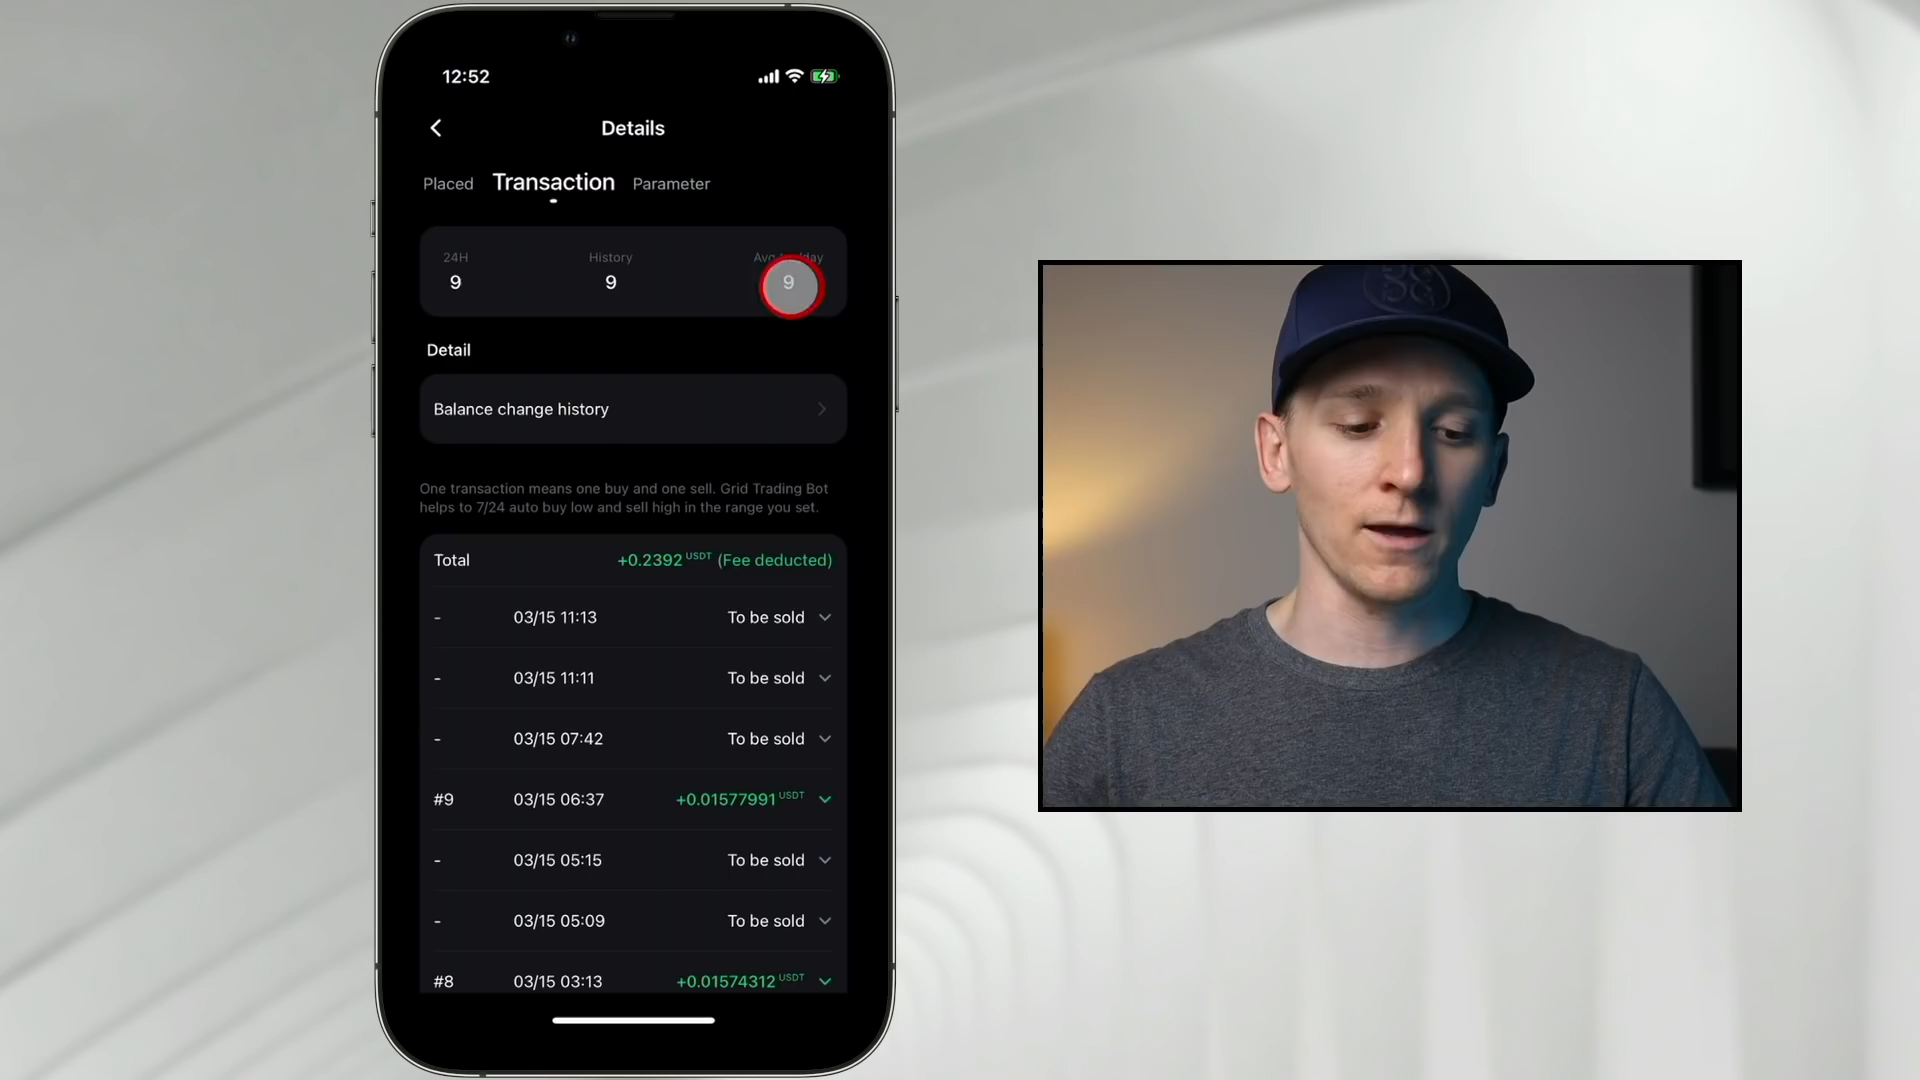 12:52
Details
Placed Transaction Parameter
24H History
9 9 9
Detail
Balance change history
One transaction means one buy and one sell. Grid Trading Bot
helps to 7/24 auto buy low and sell high in the range you set.
Total +0.2392 USDT (Fee deducted)
- 03/15 11:13 To be sold
- 03/15 11:11 To be sold
- 03/15 07:42 To be sold
#9 03/15 06:37 +0.01577991 USDT
- 03/15 05:15 To be sold
- 03/15 05:09 To be sold
#8 03/15 03:13 +0.01574312 USDT